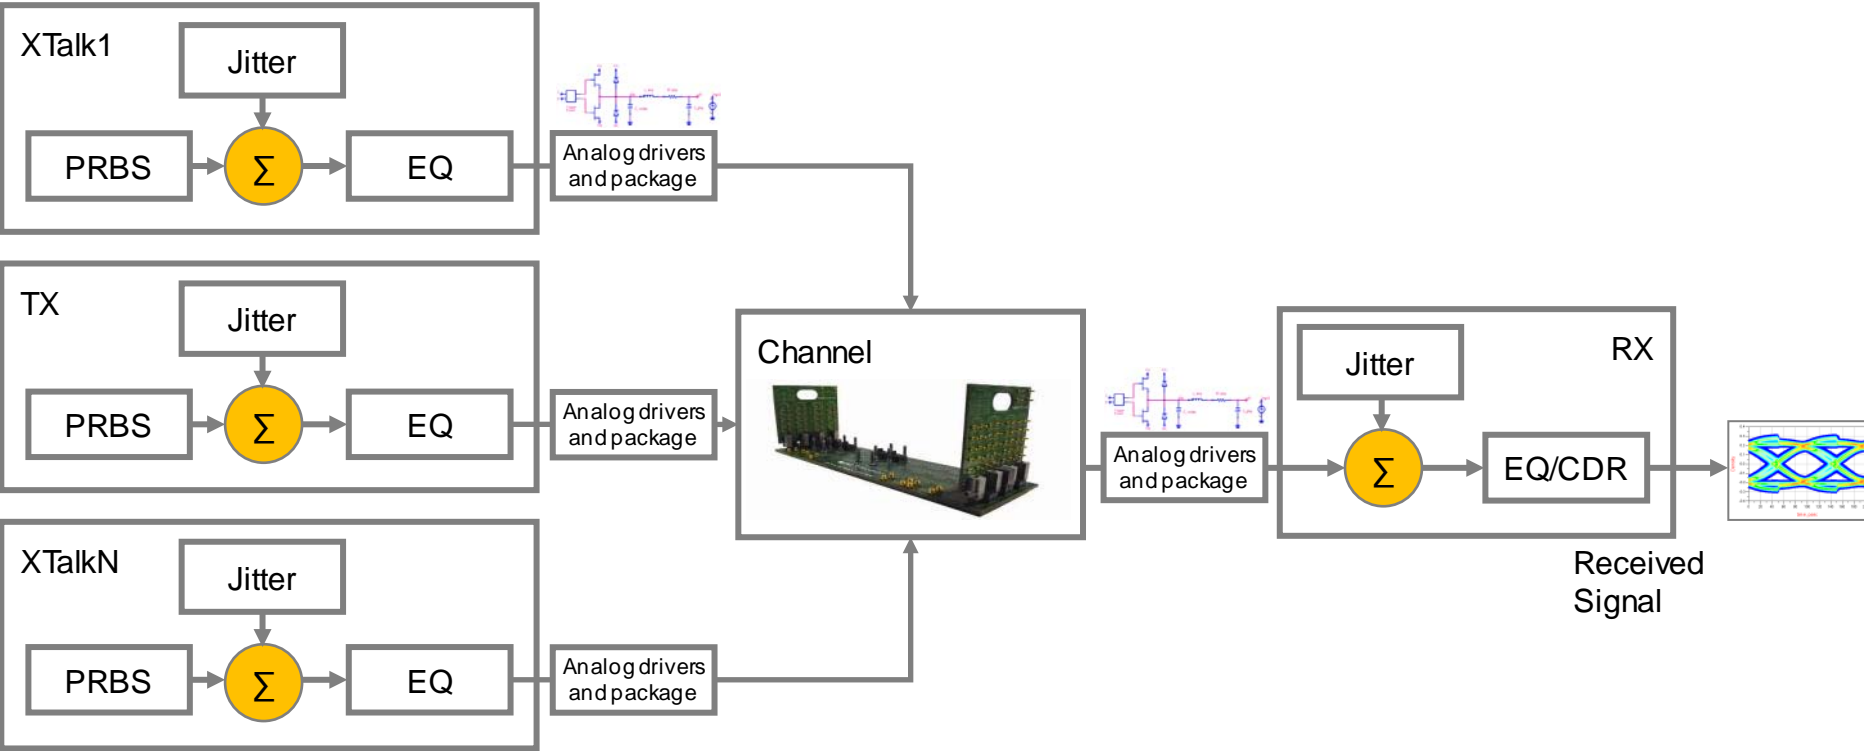 XTalk1
Jitter
PRBS
Σ
EQ
Analog drivers
and package
TX
Jitter
PRBS
Σ
EQ
Analog drivers
and package
XTalkN
Jitter
PRBS
Σ
EQ
Analog drivers
and package
Channel
Analog drivers
and package
RX
Jitter
Σ
EQ/CDR
Received
Signal